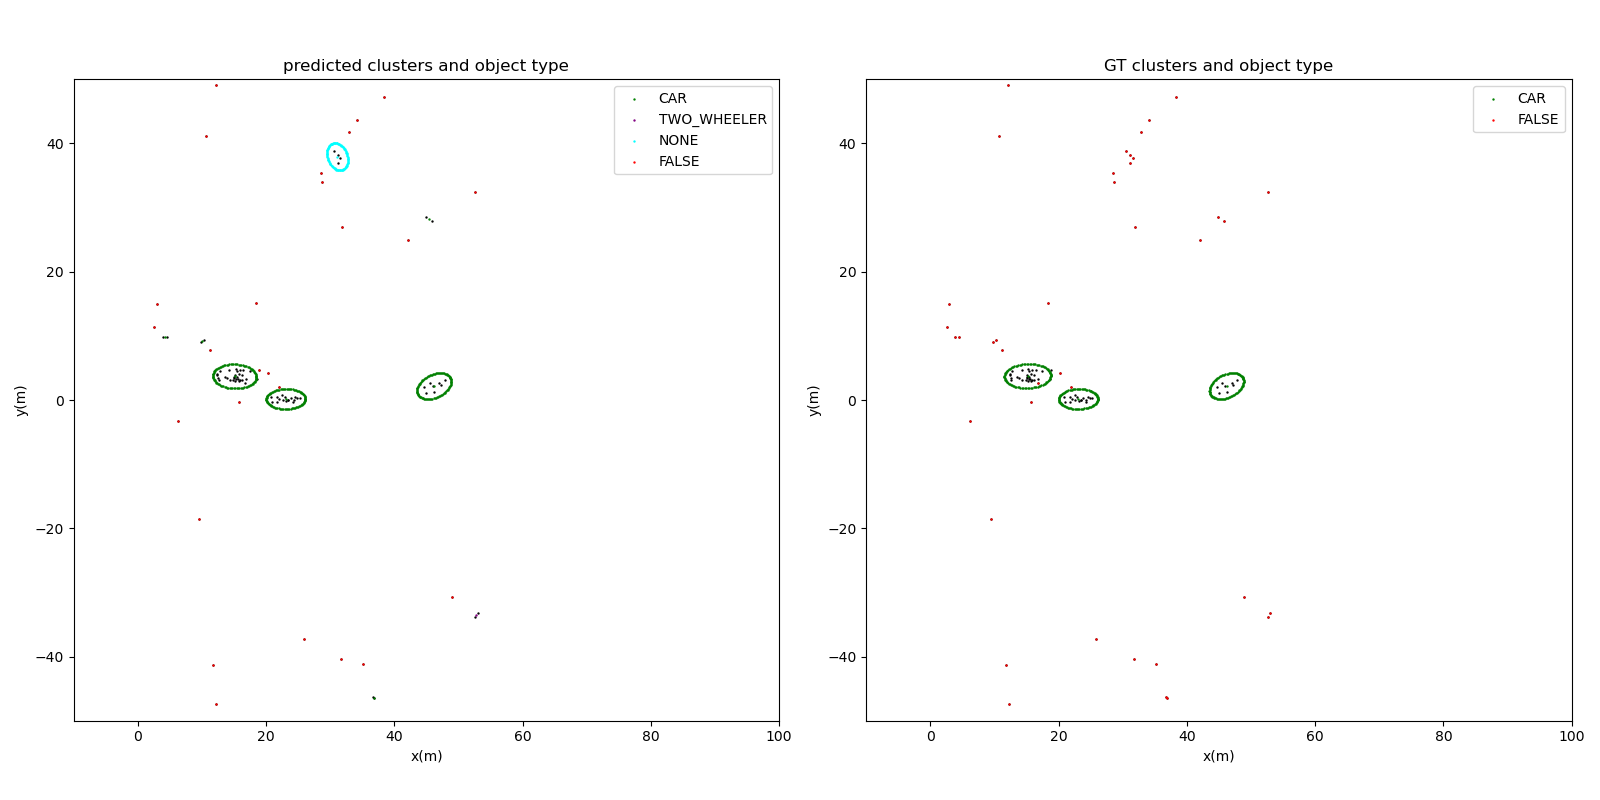 predicted clusters and object type
CAR
TWO_WHEELER
NONE
FALSE
40
20
0
−20
−40
y(m)
0 20 40 60 80 100
x(m)
GT clusters and object type
CAR
FALSE
40
20
0
−20
−40
y(m)
0 20 40 60 80 100
x(m)